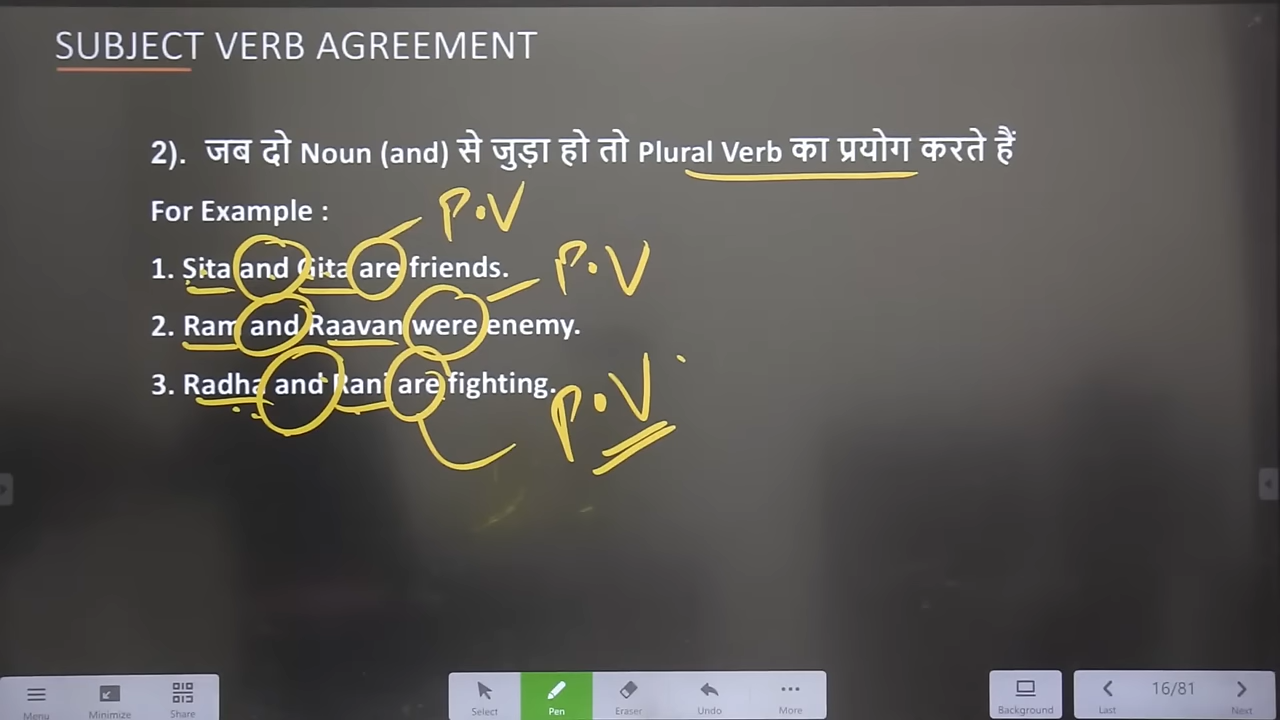 SUBJECT VERB AGREEMENT
2). जब दो Noun (and) से जुड़ा हो तो Plural Verb का प्रयोग करते हैं
For Example :
P.V
1. Sita and Gita are friends.
P.V
2. Ram and Raavan were enemy.
3. Radha and Rani are fighting.
P.V
Menu
Minimize
Share
Select
Pen
Eraser
Undo
More
Background
Last
16/81
Next